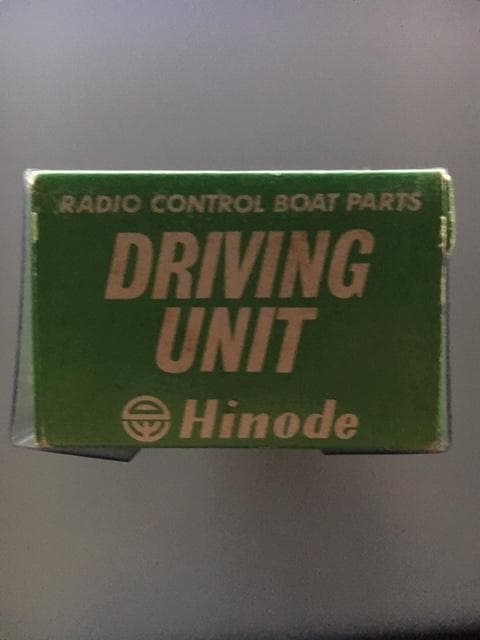 RADIO CONTROL BOAT PARTS
DRIVING
UNIT
Hinode